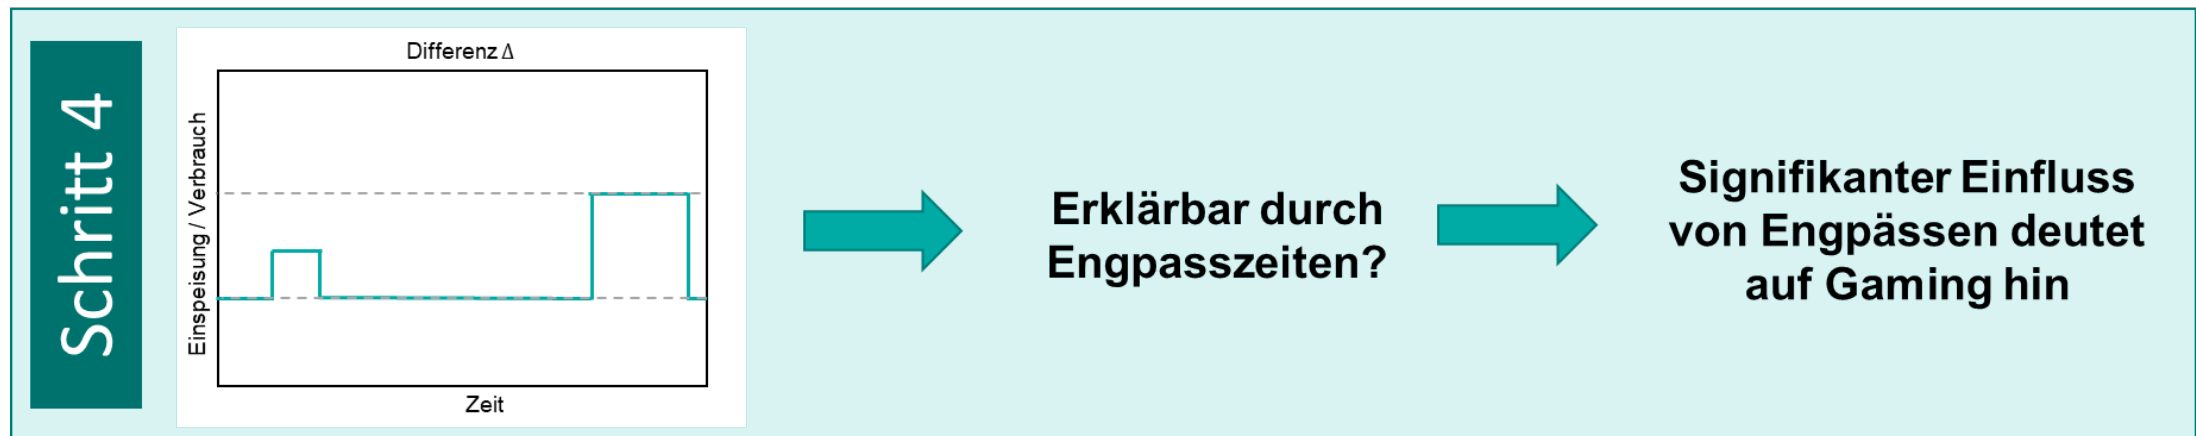 Schritt 4
Differenz Δ
Einspeisung / Verbrauch
Zeit
Erklärbar durch
Engpasszeiten?
Signifikanter Einfluss
von Engpässen deutet
auf Gaming hin